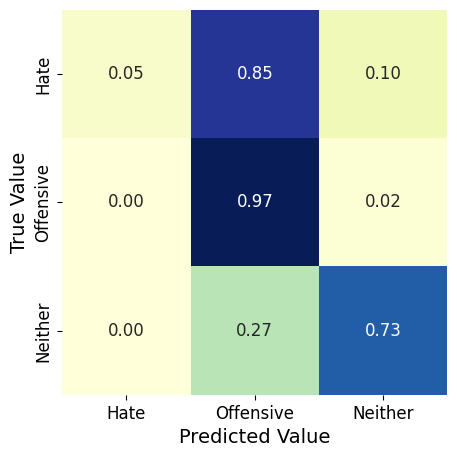 Hate 0.05 0.85 0.10
Offensive 0.00 0.97 0.02
Neither 0.00 0.27 0.73
Hate Offensive Neither
True Value
Predicted Value